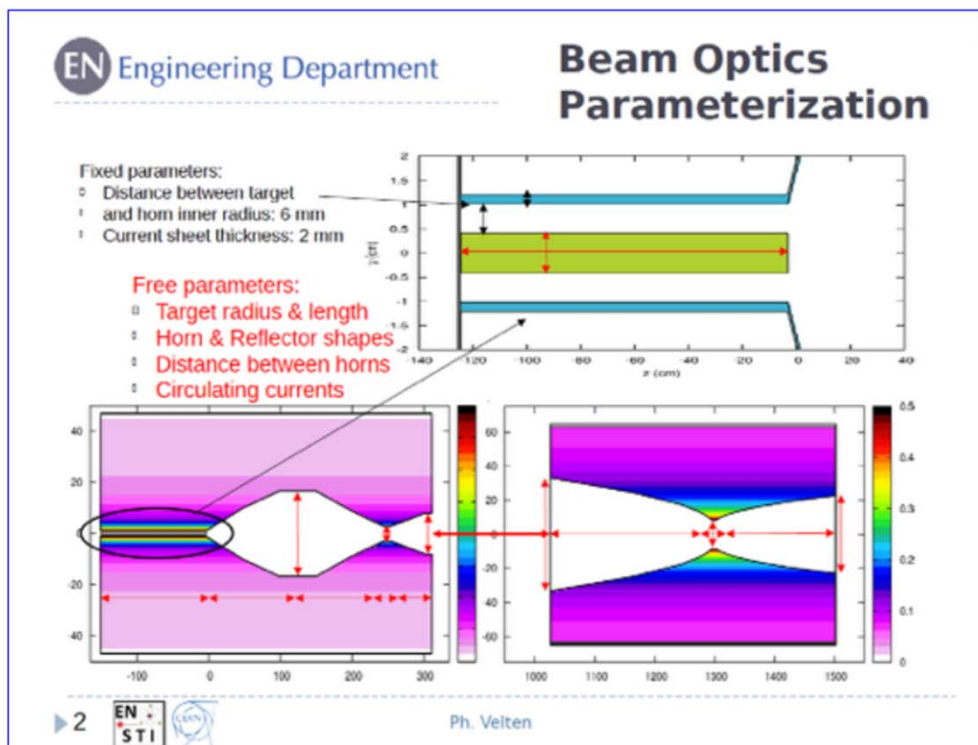 EN Engineering Department
Beam Optics
Parameterization
Fixed parameters:
Distance between target
and horn inner radius: 6 mm
Current sheet thickness: 2 mm
Free parameters:
Target radius & length
Horn & Reflector shapes
Distance between horns
Circulating currents
2
1.5
1
0.5
0
-0.5
-1
-1.5
-2
-140 -120 -100 -80 -60 -40 -20 0 20 40
z (cm)
40
20
0
-20
-40
-100 0 100 200 300
60
40
20
0
-20
-40
-60
1000 1100 1200 1300 1400 1500
0.5
0.4
0.3
0.2
0.1
0
2
EN
STI
CERN
Ph. Velten